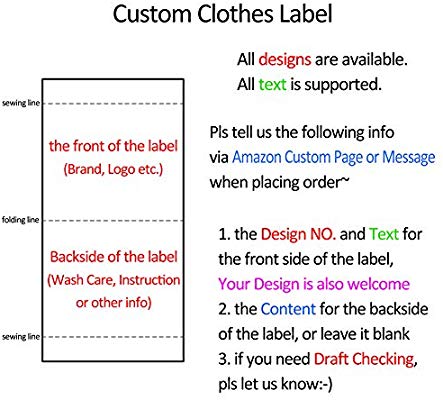 Custom Clothes Label
All designs are available.
All text is supported.
sewing line
the front of the label
(Brand, Logo etc.)
folding line
Backside of the label
(Wash Care, Instruction
or other info)
sewing line
Pls tell us the following info
via Amazon Custom Page or Message
when placing order~
1. the Design NO. and Text for
the front side of the label,
Your Design is also welcome
2. the Content for the backside
of the label, or leave it blank
3. if you need Draft Checking,
pls let us know:-)